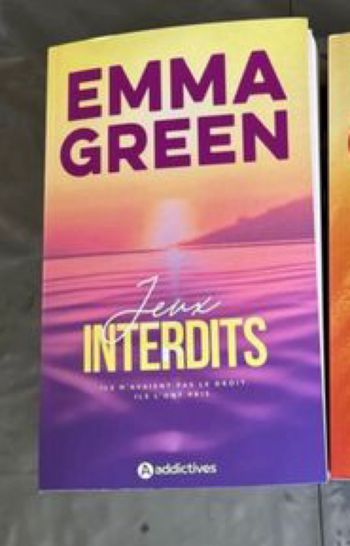 EMMA
GREEN
Jeux
INTERDITS
ILS N'AVAIENT PAS LE DROIT.
ILS L'ONT PRIS.
A addictives